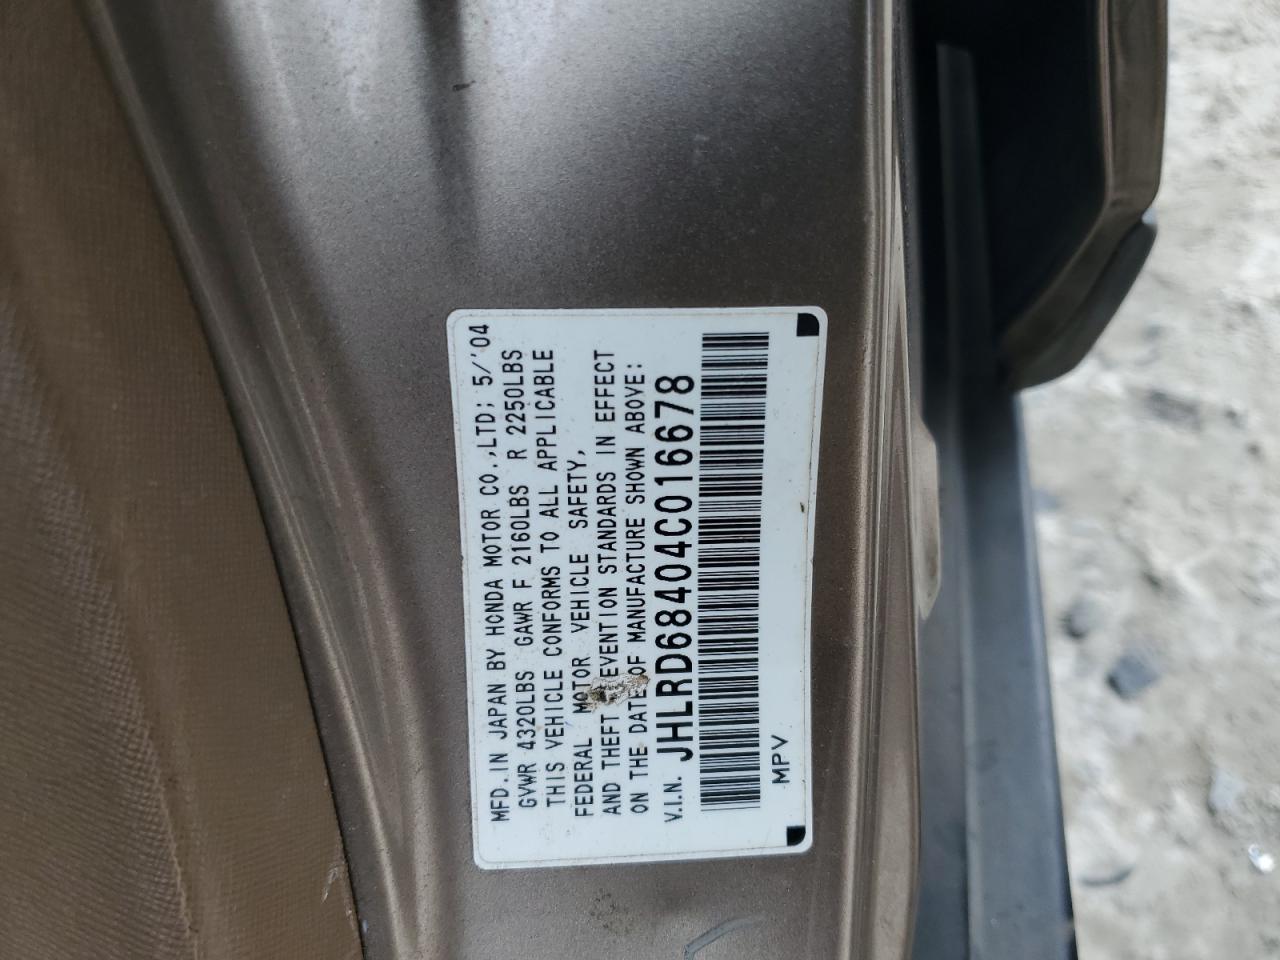 MFD.IN JAPAN BY HONDA MOTOR CO.,LTD; 5/'04
GVWR 4320LBS GAWR F 2160LBS R 2250LBS
THIS VEHICLE CONFORMS TO ALL APPLICABLE
FEDERAL MOTOR VEHICLE SAFETY,
AND THEFT EVENTION STANDARDS IN EFFECT
ON THE DATE OF MANUFACTURE SHOWN ABOVE:
V.I.N. JHLRD68404C016678
MPV